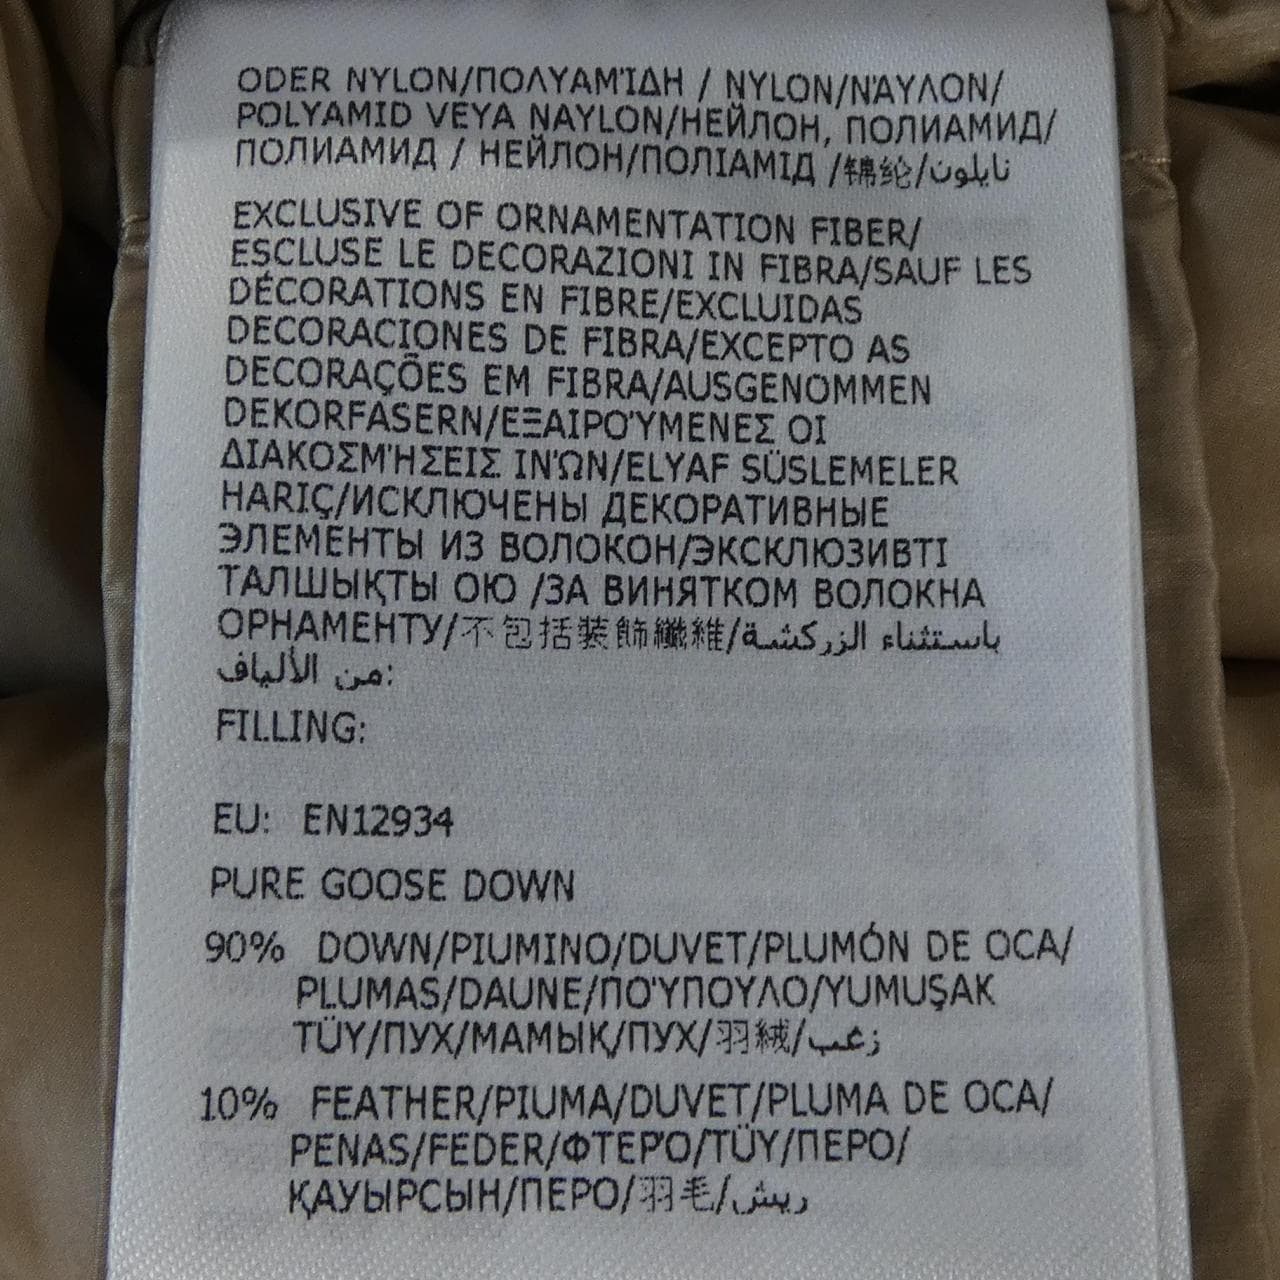 ODER NYLON/ΠΟΛΥΑΜΊΔΗ / NYLON/ΝΆΥΛΟΝ/
POLYAMID VEYA NAYLON/НЕЙЛОН, ПОЛИАМИД/
ПОЛИАМИД / НЕЙЛОН/ПОЛІАМІД /锦纶/نايلون
EXCLUSIVE OF ORNAMENTATION FIBER/
ESCLUSE LE DECORAZIONI IN FIBRA/SAUF LES
DÉCORATIONS EN FIBRE/EXCLUIDAS
DECORACIONES DE FIBRA/EXCEPTO AS
DECORAÇÕES EM FIBRA/AUSGENOMMEN
DEKORFASERN/ΕΞΑΙΡΟΎΜΕΝΕΣ ΟΙ
ΔΙΑΚΟΣΜΉΣΕΙΣ ΙΝΏΝ/ELYAF SÜSLEMELER
HARIÇ/ИСКЛЮЧЕНЫ ДЕКОРАТИВНЫЕ
ЭЛЕМЕНТЫ ИЗ ВОЛОКОН/ЭКСКЛЮЗИВТІ
ТАЛШЫҚТЫ ОЮ /ЗА ВИНЯТКОМ ВОЛОКНА
ОРНАМЕНТУ/不包括裝飾纖維/باستثناء الزركشة
من الألياف:
FILLING:
EU: EN12934
PURE GOOSE DOWN
90% DOWN/PIUMINO/DUVET/PLUMÓN DE OCA/
PLUMAS/DAUNE/ΠΟΎΠΟΥΛΟ/YUMUŞAK
TÜY/ПУХ/МАМЫҚ/ПУХ/羽絨/زغب
10% FEATHER/PIUMA/DUVET/PLUMA DE OCA/
PENAS/FEDER/ΦΤΕΡΌ/TÜY/ПЕРО/
ҚАУЫРСЫН/ПЕРО/羽毛/ريش